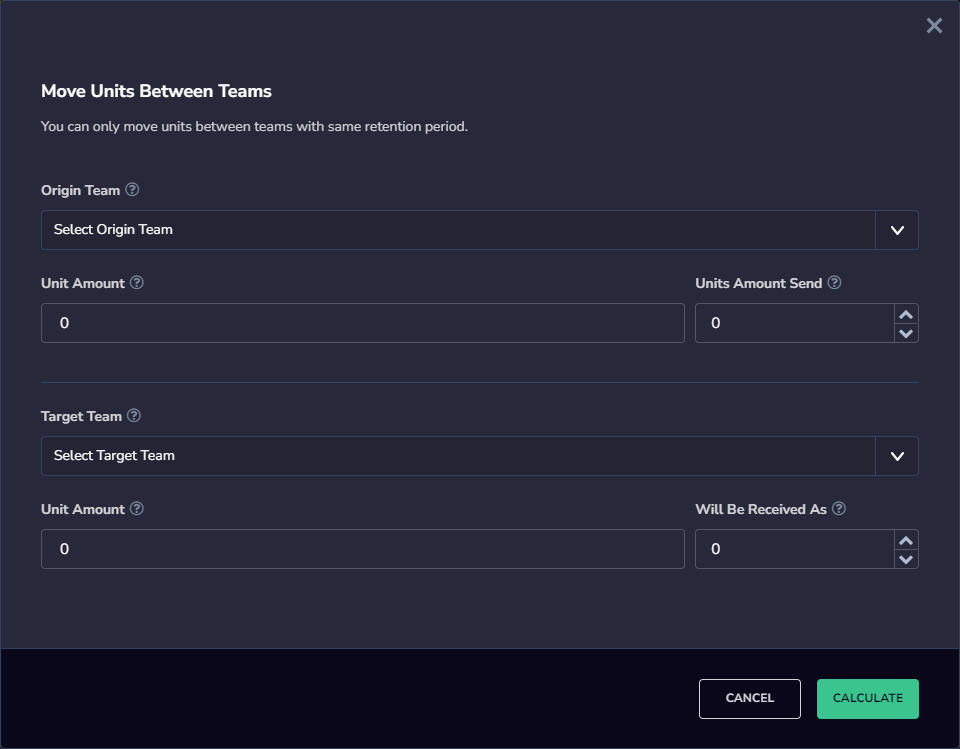 Move Units Between Teams
You can only move units between teams with same retention period.
Origin Team ?
Select Origin Team
Unit Amount ? Units Amount Send ?
0 0
Target Team ?
Select Target Team
Unit Amount ? Will Be Received As ?
0 0
CANCEL CALCULATE